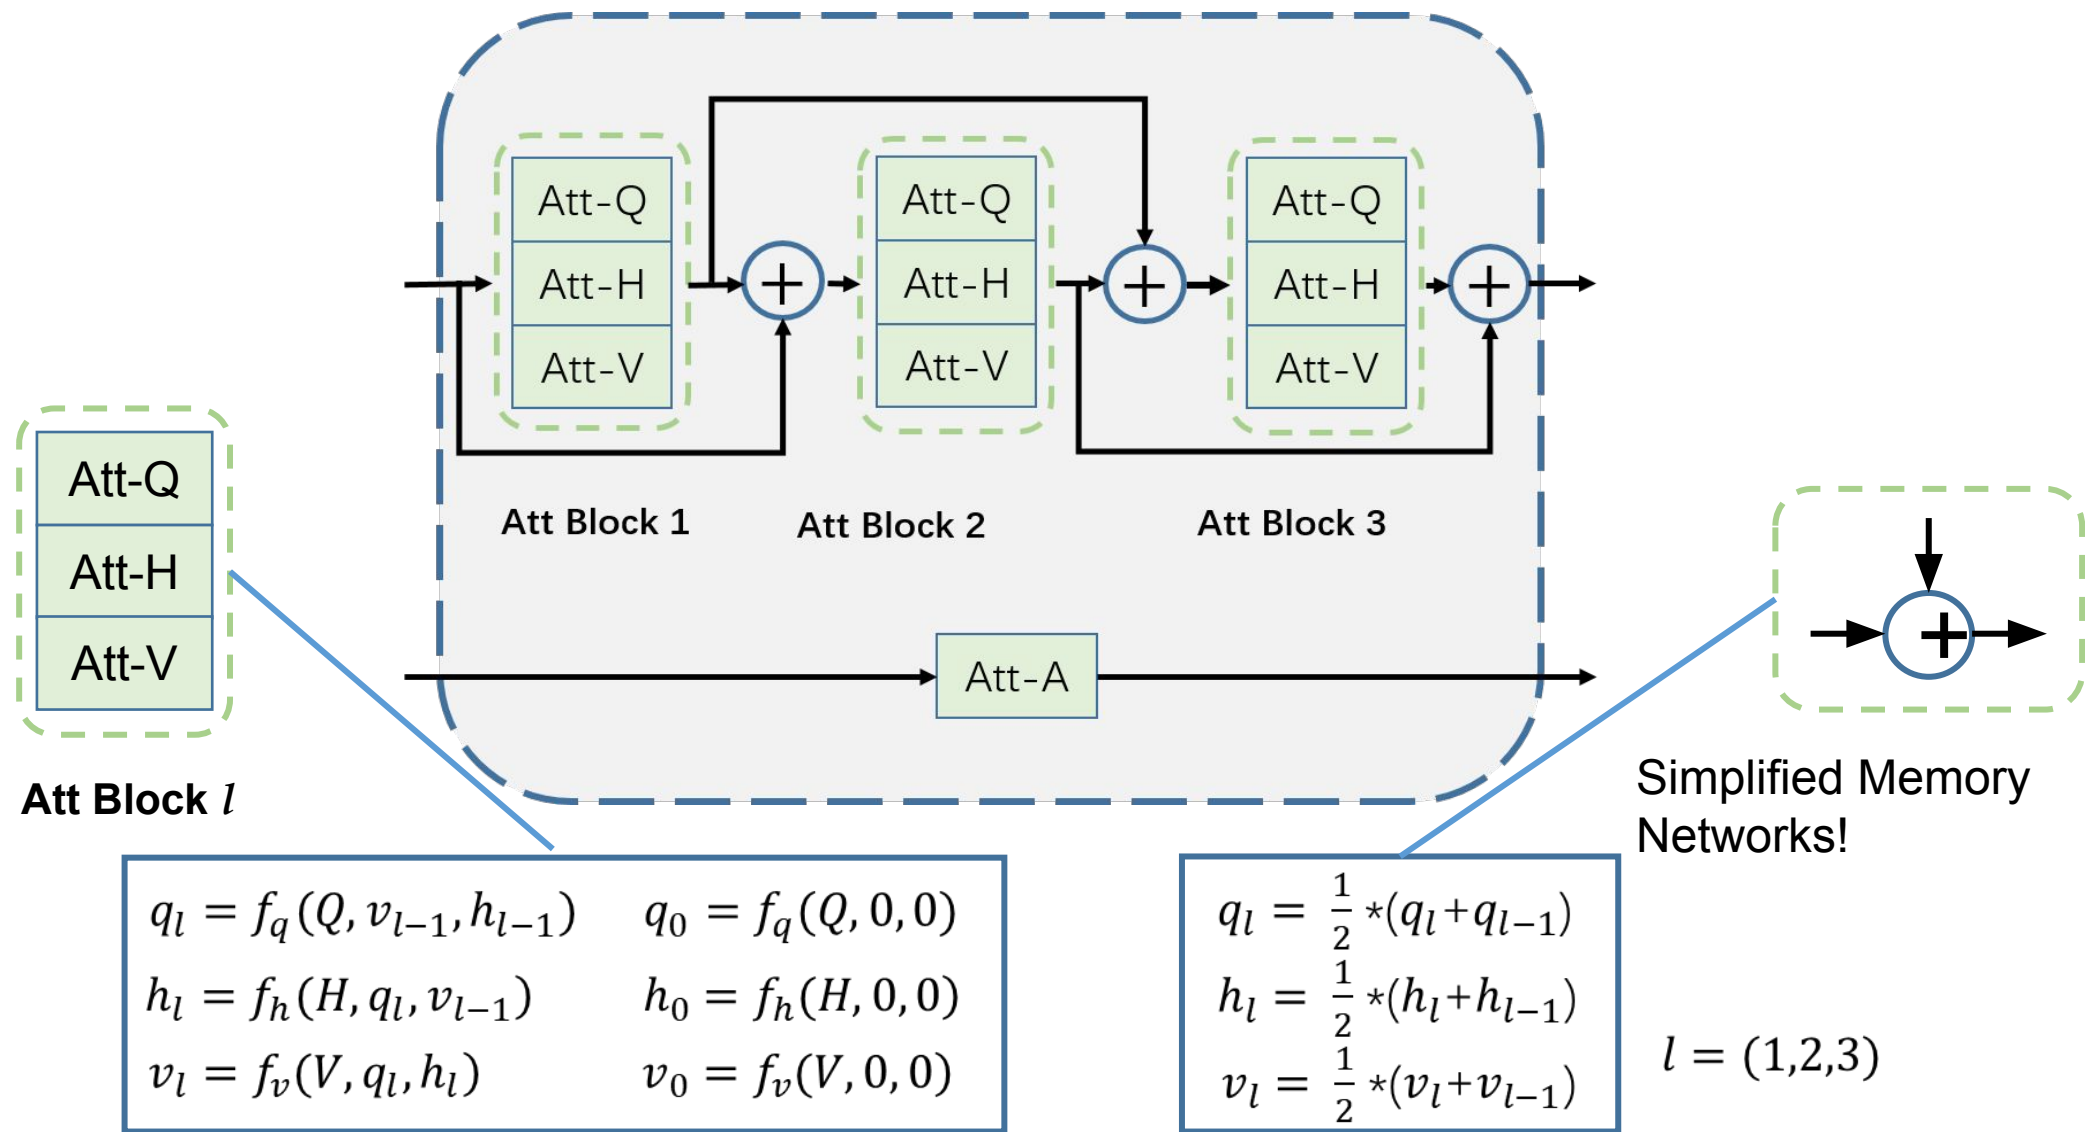 Att-Q
Att-H
Att-V
+
Att-Q
Att-H
Att-V
+
Att-Q
Att-H
Att-V
+
Att Block 1
Att Block 2
Att Block 3
Att-A
Att-Q
Att-H
Att-V
Att Block l
+
Simplified Memory
Networks!
q_l = f_q(Q, v_{l-1}, h_{l-1})  q_0 = f_q(Q, 0, 0)
h_l = f_h(H, q_l, v_{l-1})  h_0 = f_h(H, 0, 0)
v_l = f_v(V, q_l, h_l)  v_0 = f_v(V, 0, 0)
q_l = 1/2 *(q_l+q_{l-1})
h_l = 1/2 *(h_l+h_{l-1})
v_l = 1/2 *(v_l+v_{l-1})
l = (1,2,3)